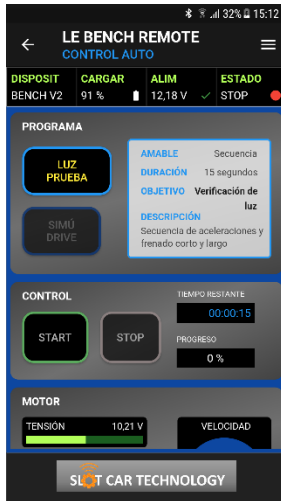 32% 15:12
LE BENCH REMOTE
CONTROL AUTO
DISPOSIT CARGAR ALIM ESTADO
BENCH V2 91 % 12,18 V STOP
PROGRAMA
LUZ
PRUEBA
SIMÚ
DRIVE
AMABLE Secuencia
DURACIÓN 15 segundos
OBJETIVO Verificación de
luz
DESCRIPCIÓN
Secuencia de aceleraciones y
frenado corto y largo
CONTROL
START
STOP
TIEMPO RESTANTE
00:00:15
PROGRESO
0 %
MOTOR
TENSIÓN 10,21 V
VELOCIDAD
SLOT CAR TECHNOLOGY